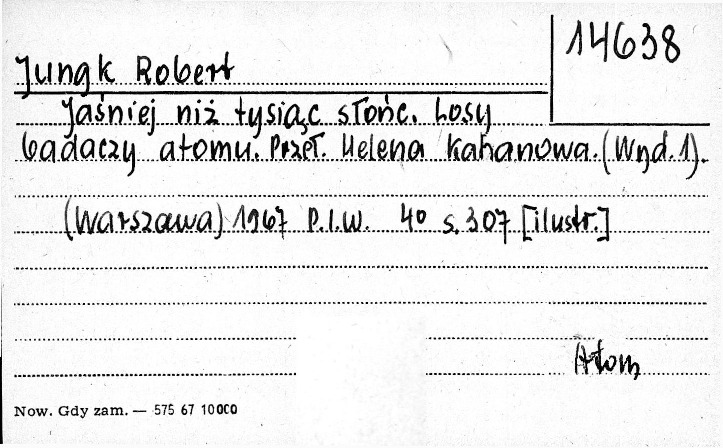 14638
Jungk Robert
Jaśniej niż tysiąc słońc. Losy
badaczy atomu. Przeł. Helena Kahanowa. (Wyd. 1).
(Warszawa) 1967 P.I.W. 4° s. 307 [ilustr.]
Atom
Now. Gdy zam. — 575 67 10000